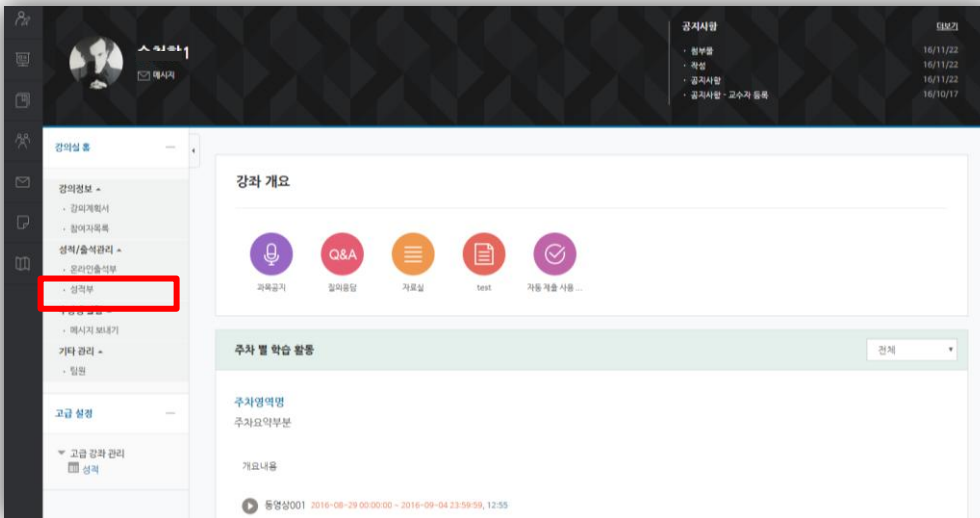 공지사항 더보기
· 첨부물 16/11/22
· 작성 16/11/22
· 공지사항 16/11/22
· 공지사항 - 교수자 등록 16/10/17
메시지
강의실 홈
강의정보
· 강의계획서
· 참여자목록
성적/출석관리
· 온라인출석부
· 성적부
· 메시지 보내기
기타 관리
· 팀원
고급 설정
고급 강좌 관리
성적
강좌 개요
Q&A
과목공지 질의응답 자료실 test 자동 제출 사용 ...
주차 별 학습 활동 전체
주차영역명
주차요약부분
개요내용
동영상001 2016-08-29 00:00:00 ~ 2016-09-04 23:59:59, 12:55